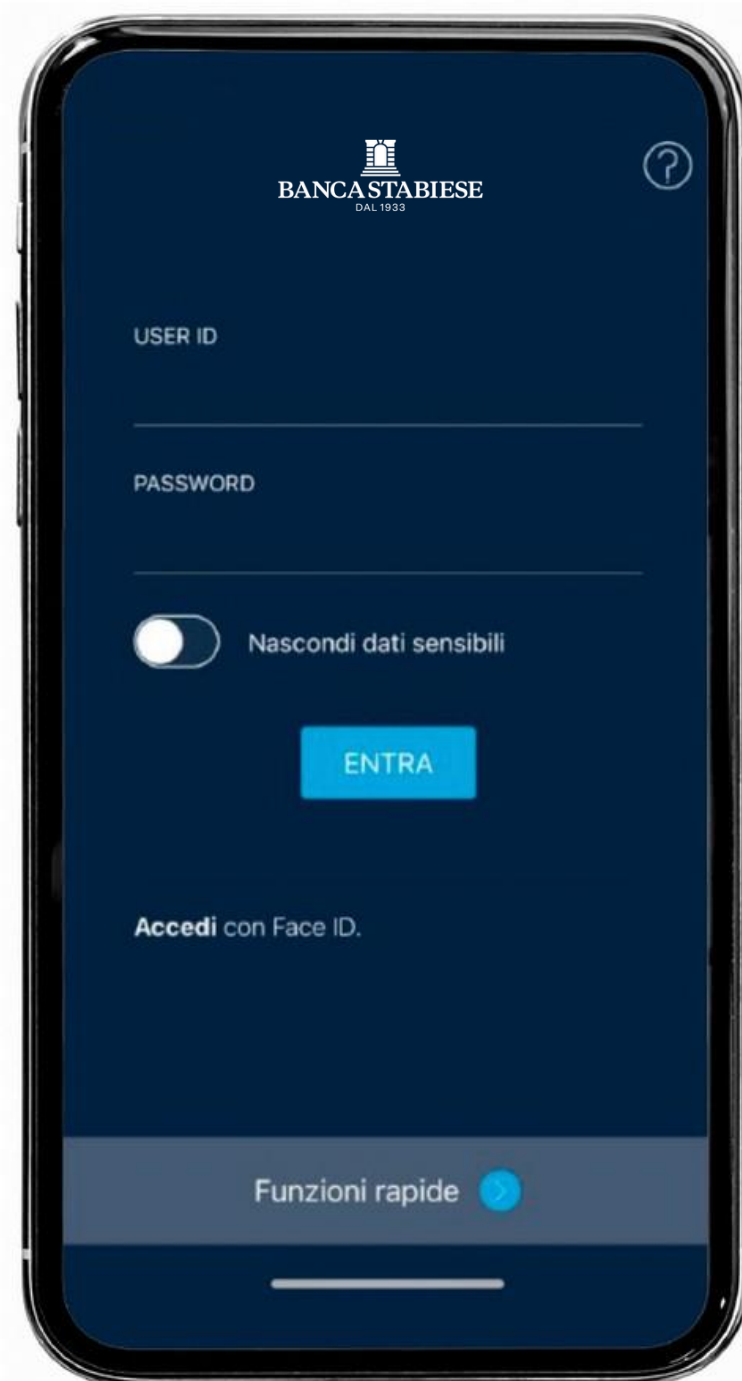 BANCA STABIESE
DAL 1933
?
USER ID
PASSWORD
Nascondi dati sensibili
ENTRA
Accedi con Face ID.
Funzioni rapide